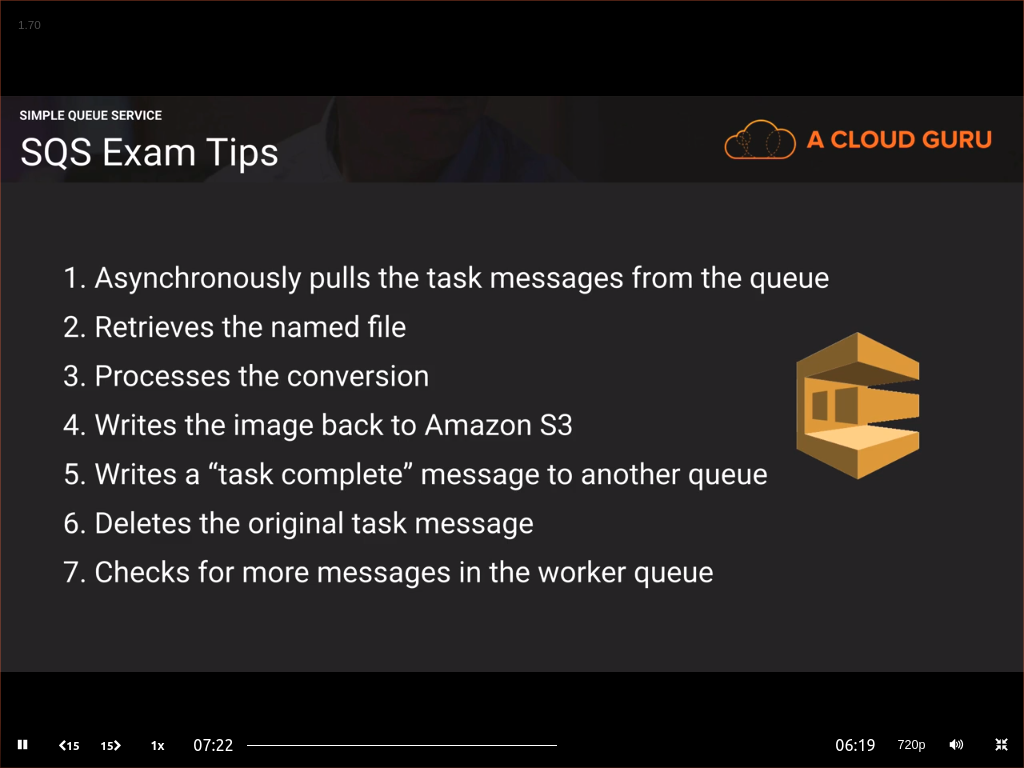 1.70
SIMPLE QUEUE SERVICE
SQS Exam Tips
A CLOUD GURU
1. Asynchronously pulls the task messages from the queue
2. Retrieves the named file
3. Processes the conversion
4. Writes the image back to Amazon S3
5. Writes a “task complete” message to another queue
6. Deletes the original task message
7. Checks for more messages in the worker queue
15 15 1x 07:22 06:19 720p